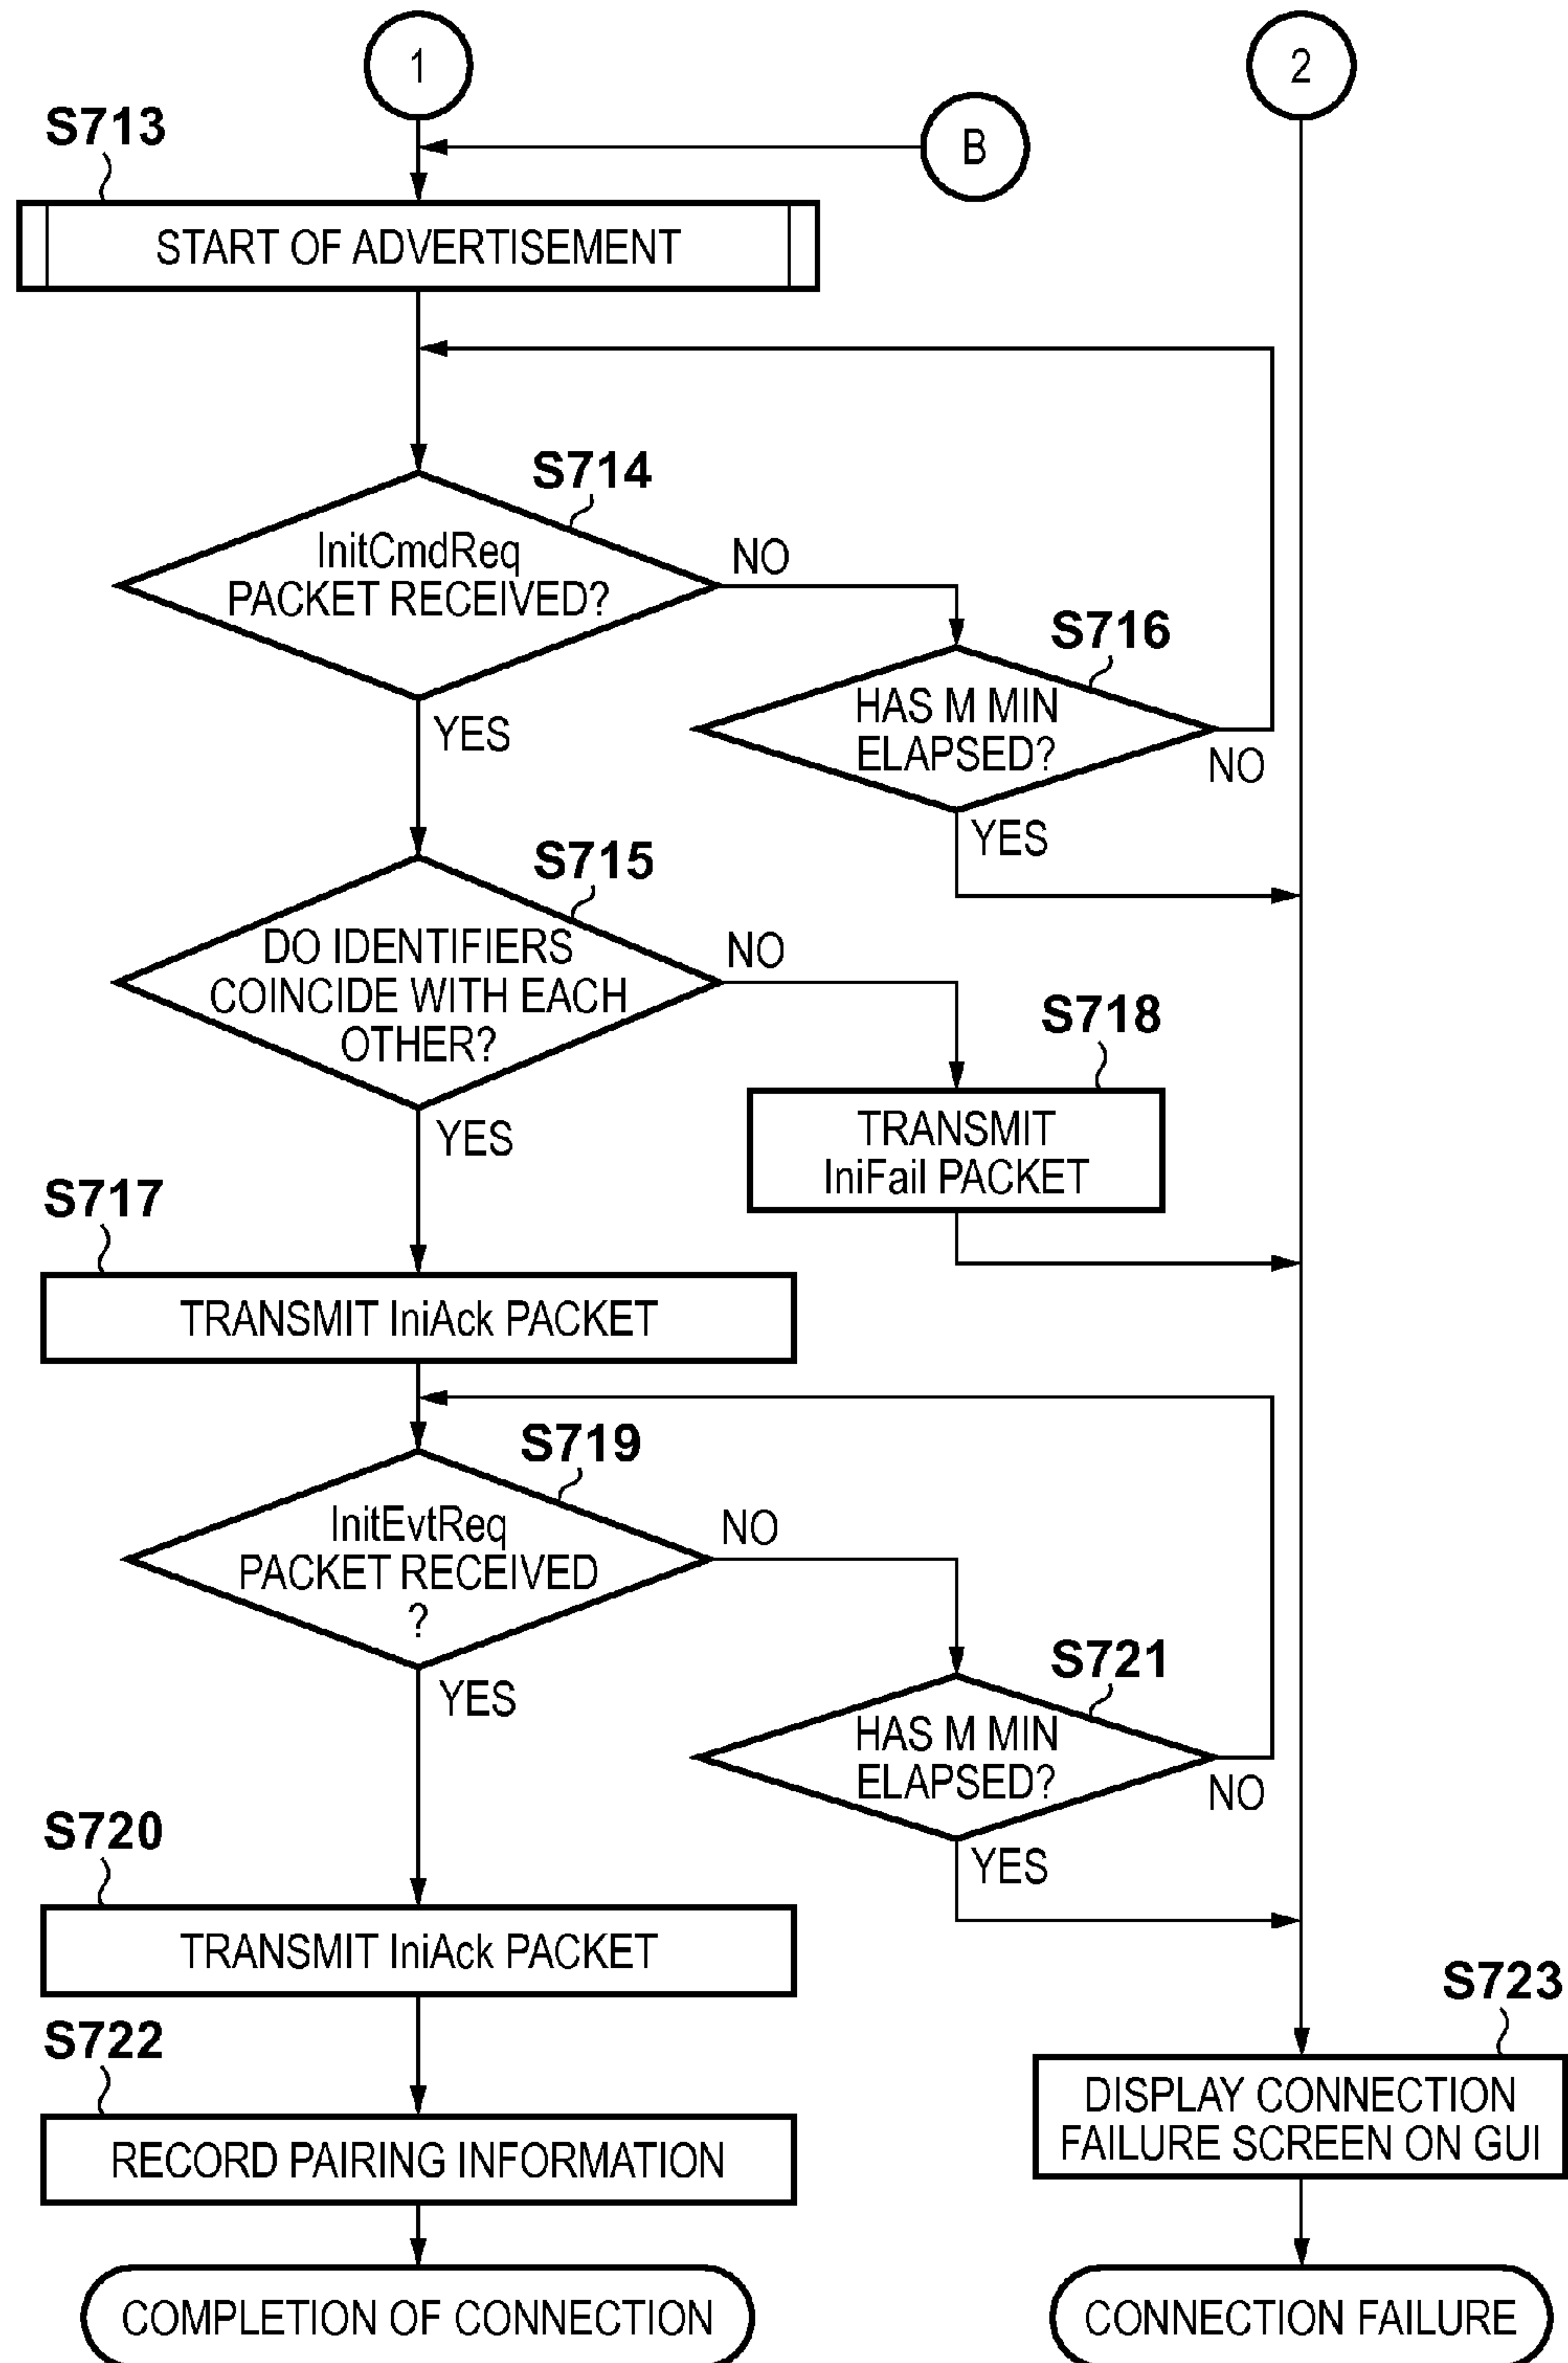 1
2
B
S713
START OF ADVERTISEMENT
S714
InitCmdReq
PACKET RECEIVED?
NO
YES
S716
HAS M MIN
ELAPSED?
NO
YES
S715
DO IDENTIFIERS
COINCIDE WITH EACH
OTHER?
NO
YES
S718
TRANSMIT
IniFail PACKET
S717
TRANSMIT IniAck PACKET
S719
InitEvtReq
PACKET RECEIVED
?
NO
YES
S721
HAS M MIN
ELAPSED?
NO
YES
S720
TRANSMIT IniAck PACKET
S722
RECORD PAIRING INFORMATION
S723
DISPLAY CONNECTION
FAILURE SCREEN ON GUI
COMPLETION OF CONNECTION
CONNECTION FAILURE